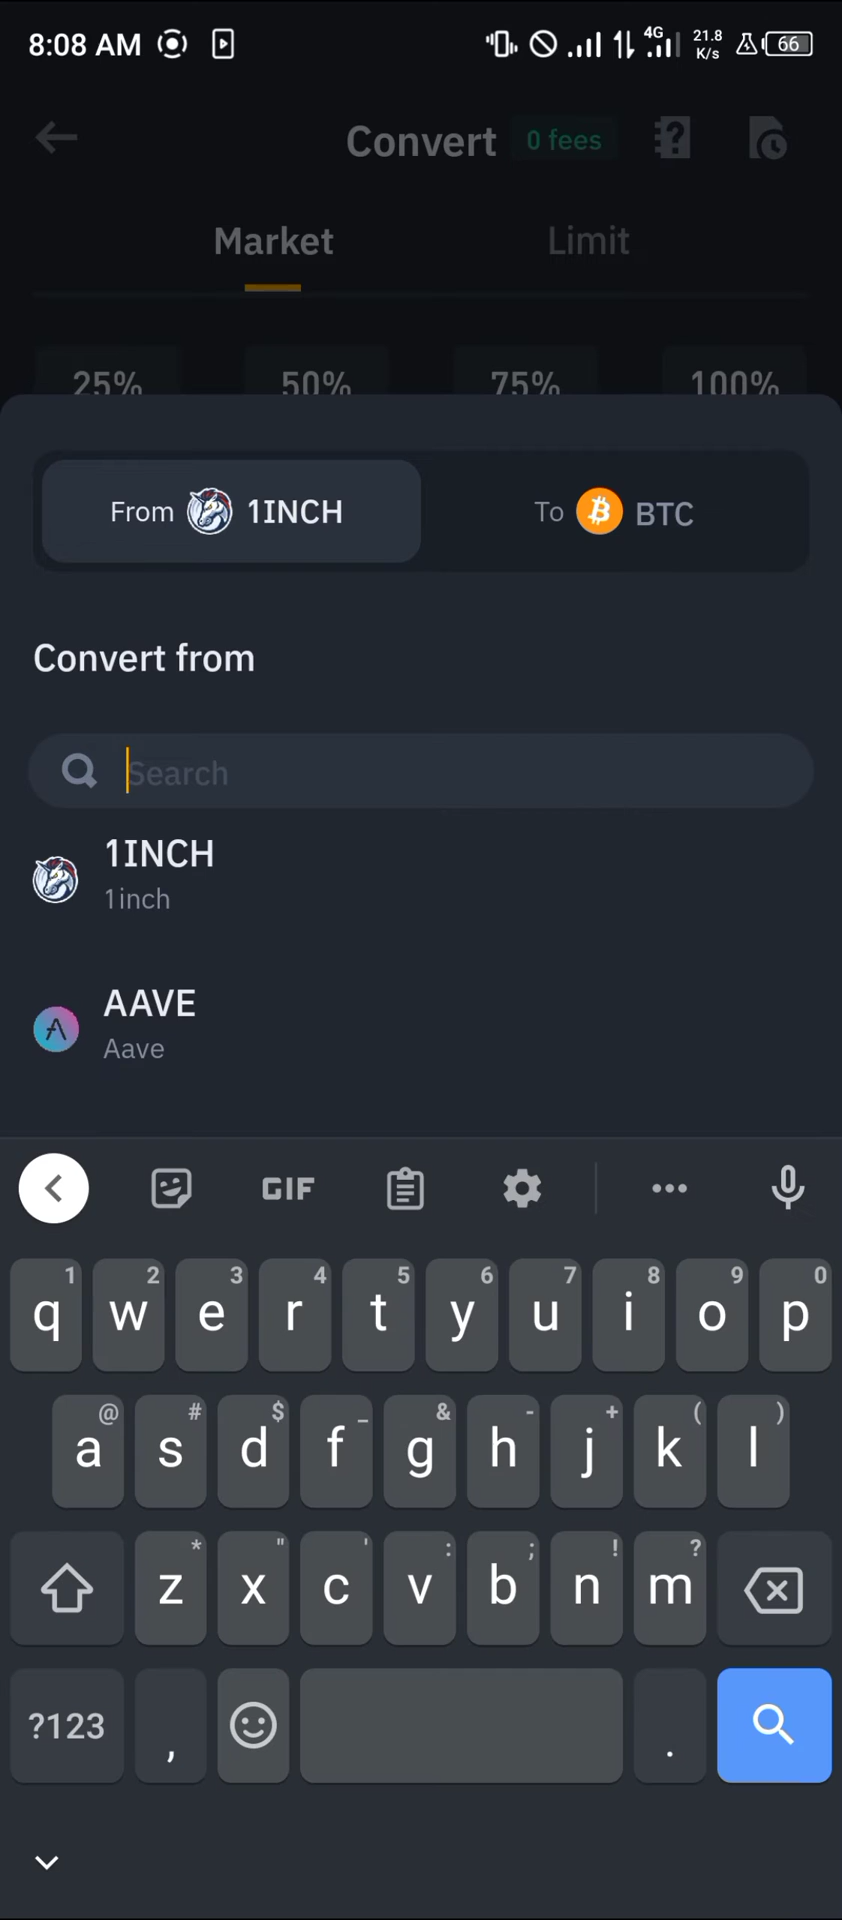 8:08 AM 4G 21.8 K/s 66
Convert 0 fees
Market Limit
25% 50% 75% 100%
From 1INCH To BTC
Convert from
Search
1INCH
1inch
AAVE
Aave
GIF
1 2 3 4 5 6 7 8 9 0
q w e r t y u i o p
@ # $ _ & - + ( )
a s d f g h j k l
* " ' : ; ! ?
z x c v b n m
?123 , .